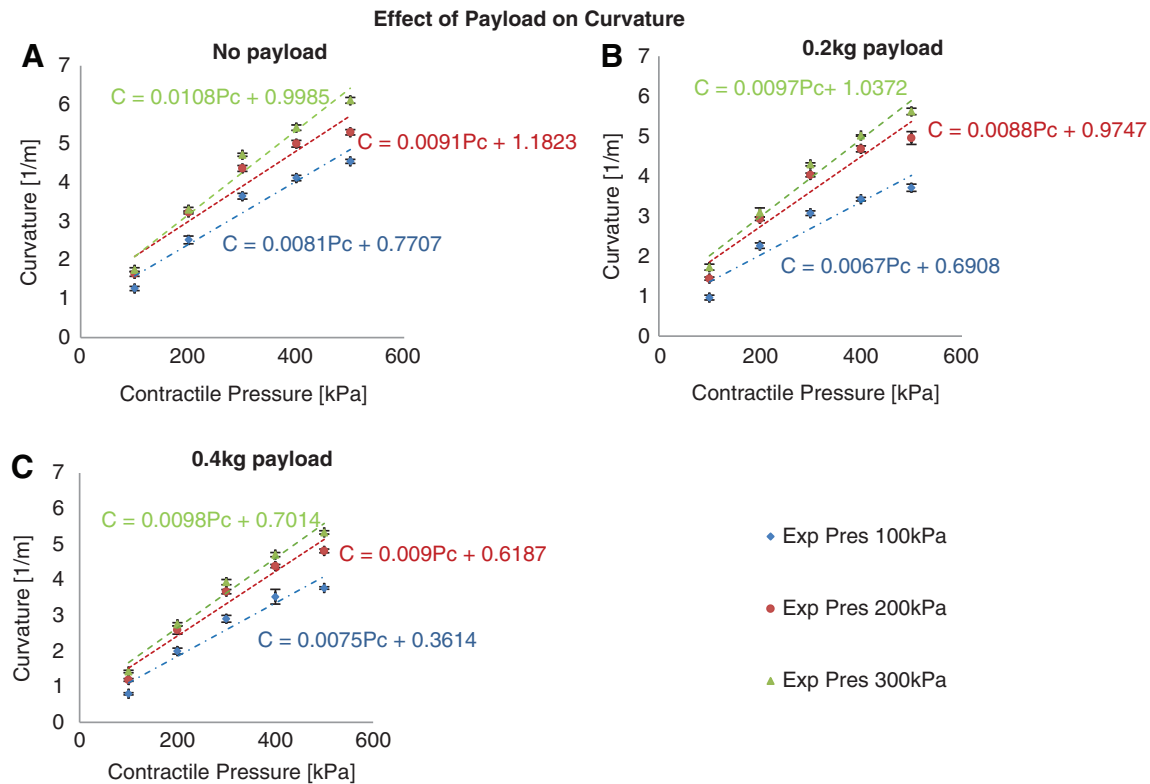 Effect of Payload on Curvature
A
No payload
7
6
5
4
3
2
1
0
Curvature [1/m]
C = 0.0108Pc + 0.9985
C = 0.0091Pc + 1.1823
C = 0.0081Pc + 0.7707
0
200
400
600
Contractile Pressure [kPa]
B
0.2kg payload
7
6
5
4
3
2
1
0
Curvature [1/m]
C = 0.0097Pc+ 1.0372
C = 0.0088Pc + 0.9747
C = 0.0067Pc + 0.6908
0
200
400
600
Contractile Pressure [kPa]
C
0.4kg payload
7
6
5
4
3
2
1
0
Curvature [1/m]
C = 0.0098Pc + 0.7014
C = 0.009Pc + 0.6187
C = 0.0075Pc + 0.3614
0
200
400
600
Contractile Pressure [kPa]
Exp Pres 100kPa
Exp Pres 200kPa
Exp Pres 300kPa